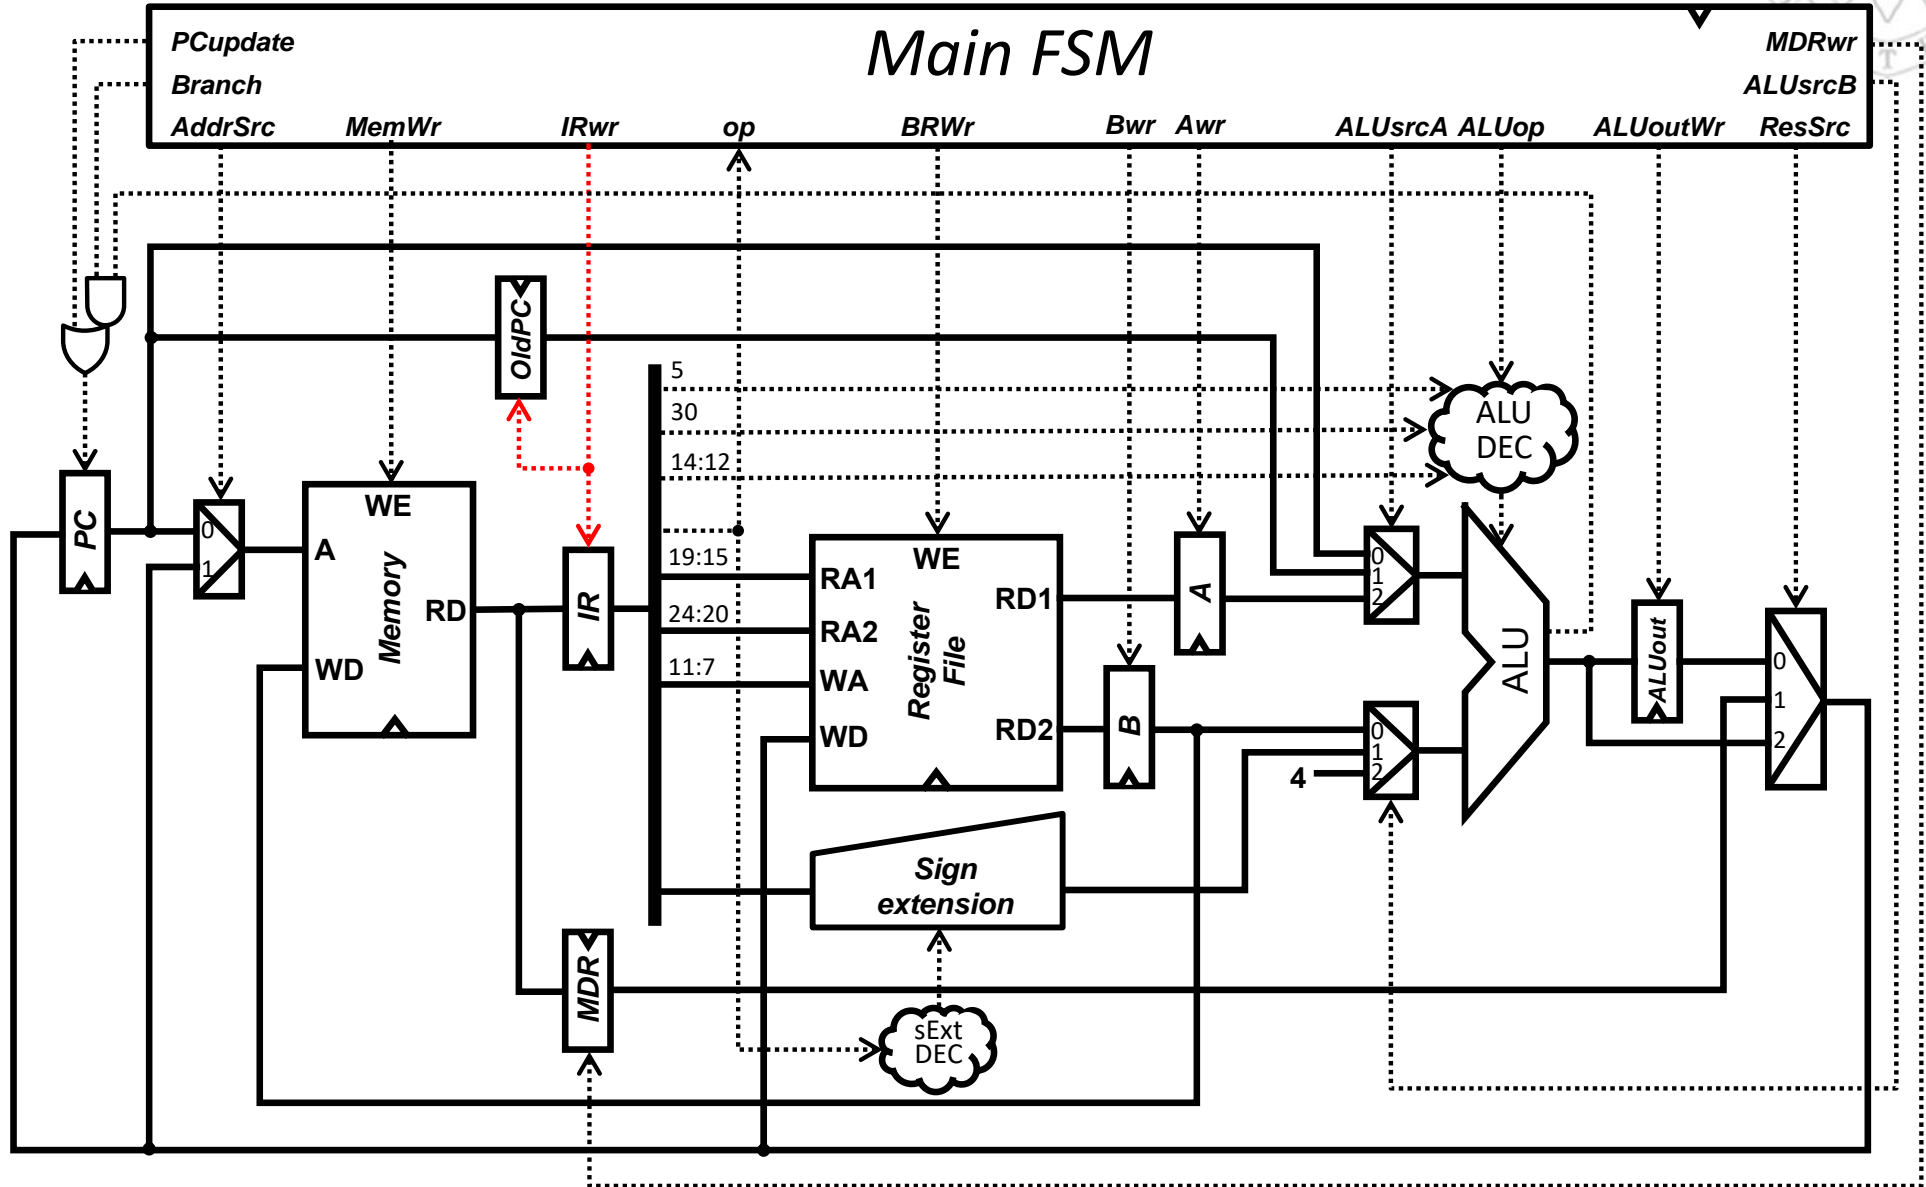 Main FSM
PCupdate
MDRwr
Branch
ALUsrcB
AddrSrc MemWr IRwr op BRWr Bwr Awr ALUsrcA ALUop ALUoutWr ResSrc
T
OldPC
5
30
14:12
ALU
DEC
PC
0
1
WE
A
Memory
RD
WD
IR
19:15
24:20
11:7
WE
RA1
RA2
WA
WD
Register
File
RD1
RD2
A
B
0
1
2
0
1
2
4
ALU
ALUout
0
1
2
Sign
extension
MDR
sExt
DEC